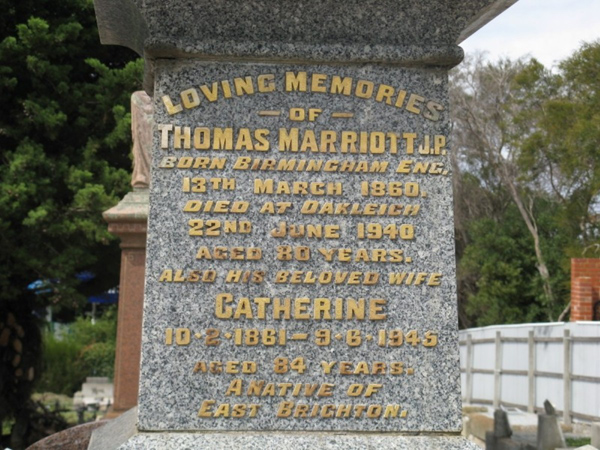 LOVING MEMORIES
— OF —
THOMAS MARRIOTT J.P.
BORN BIRMINGHAM ENG.
13TH MARCH 1860.
DIED AT OAKLEIGH
22ND JUNE 1940
AGED 80 YEARS.
ALSO HIS BELOVED WIFE
CATHERINE
10·2·1861–9·6·1945
AGED 84 YEARS.
A NATIVE OF
EAST BRIGHTON.